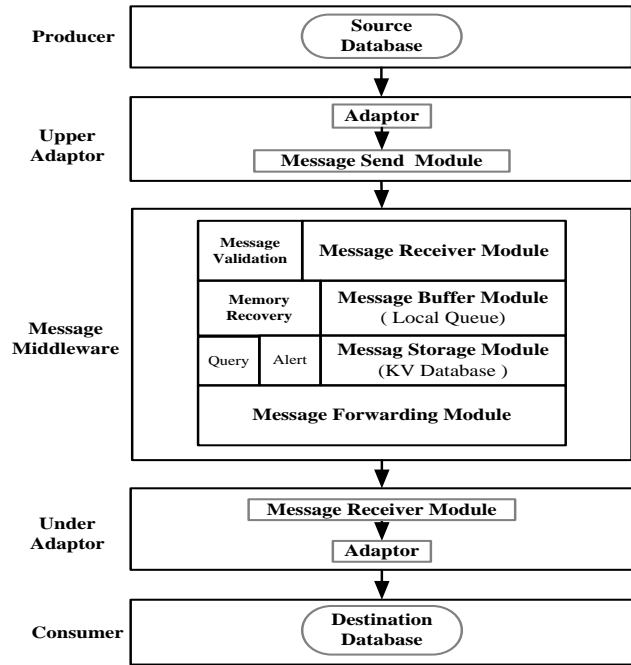 Producer
Source
Database
Upper
Adaptor
Adaptor
Message Send Module
Message
Middleware
Message
Validation
Message Receiver Module
Memory
Recovery
Message Buffer Module
( Local Queue)
Query
Alert
Messag Storage Module
(KV Database )
Message Forwarding Module
Under
Adaptor
Message Receiver Module
Adaptor
Consumer
Destination
Database